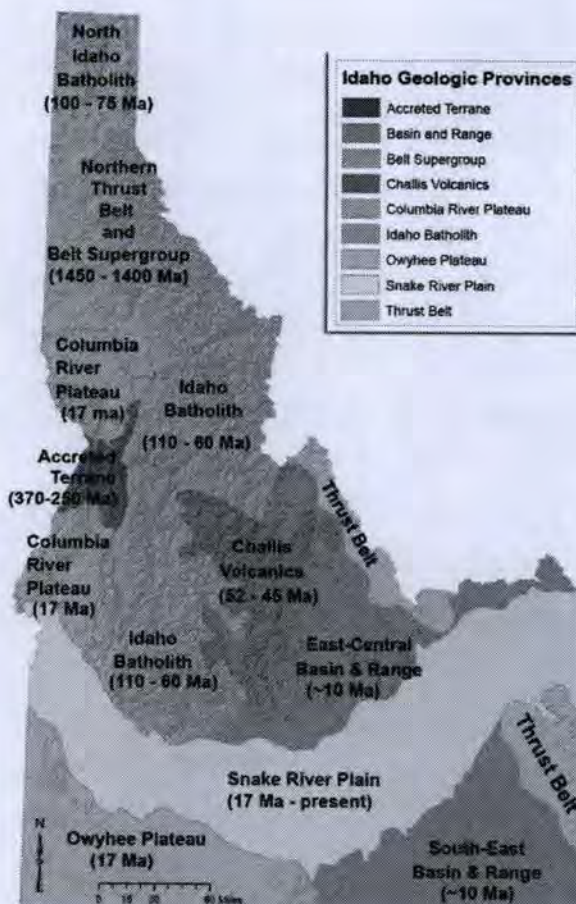 North
Idaho
Batholith
(100 - 75 Ma)
Northern
Thrust
Belt
and
Belt Supergroup
(1450 - 1400 Ma)
Columbia
River
Plateau
(17 ma)
Idaho
Batholith
(110 - 60 Ma)
Accreted
Terrane
(370-250 Ma)
Columbia
River
Plateau
(17 Ma)
Challis
Volcanics
(52 - 45 Ma)
Thrust Belt
Idaho
Batholith
(110 - 60 Ma)
East-Central
Basin & Range
(~10 Ma)
Snake River Plain
(17 Ma - present)
Thrust Belt
Owyhee Plateau
(17 Ma)
South-East
Basin & Range
(~10 Ma)
N
0 15 30 60 Miles
Idaho Geologic Provinces
Accreted Terrane
Basin and Range
Belt Supergroup
Challis Volcanics
Columbia River Plateau
Idaho Batholith
Owyhee Plateau
Snake River Plain
Thrust Belt